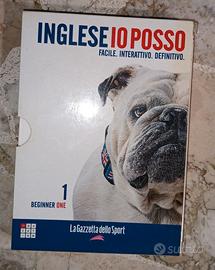 INGLESE IO POSSO
FACILE. INTERATTIVO. DEFINITIVO.
1
BEGINNER ONE
La Gazzetta dello Sport
subito